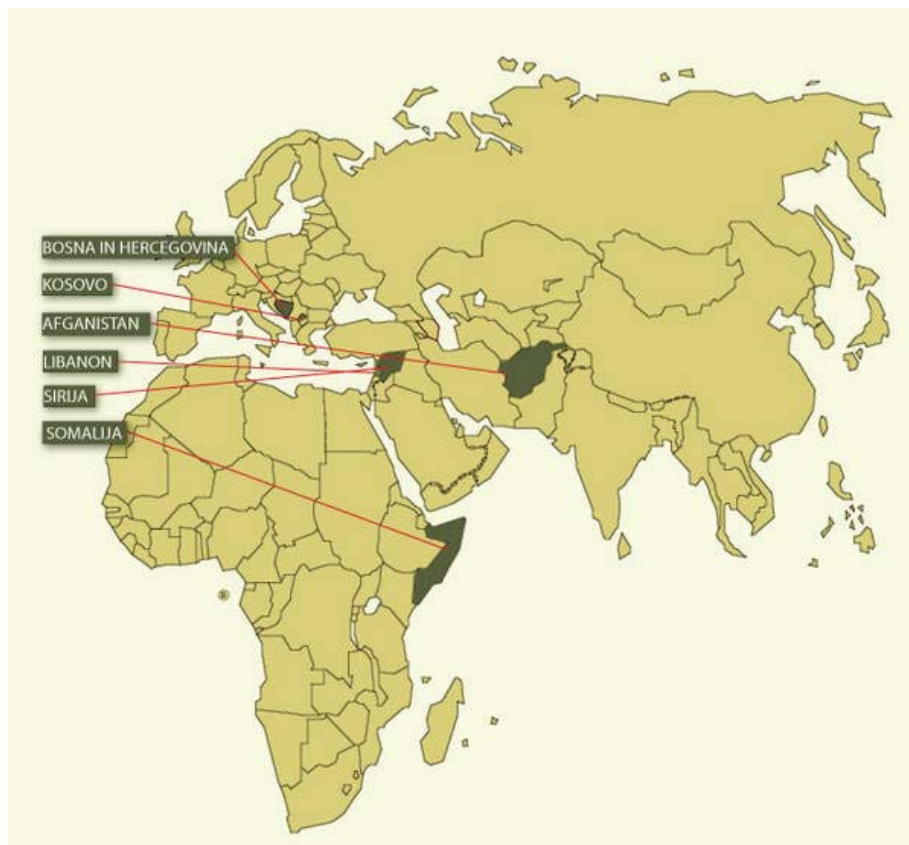 BOSNA IN HERCEGOVINA
KOSOVO
AFGANISTAN
LIBANON
SIRIJA
SOMALIJA